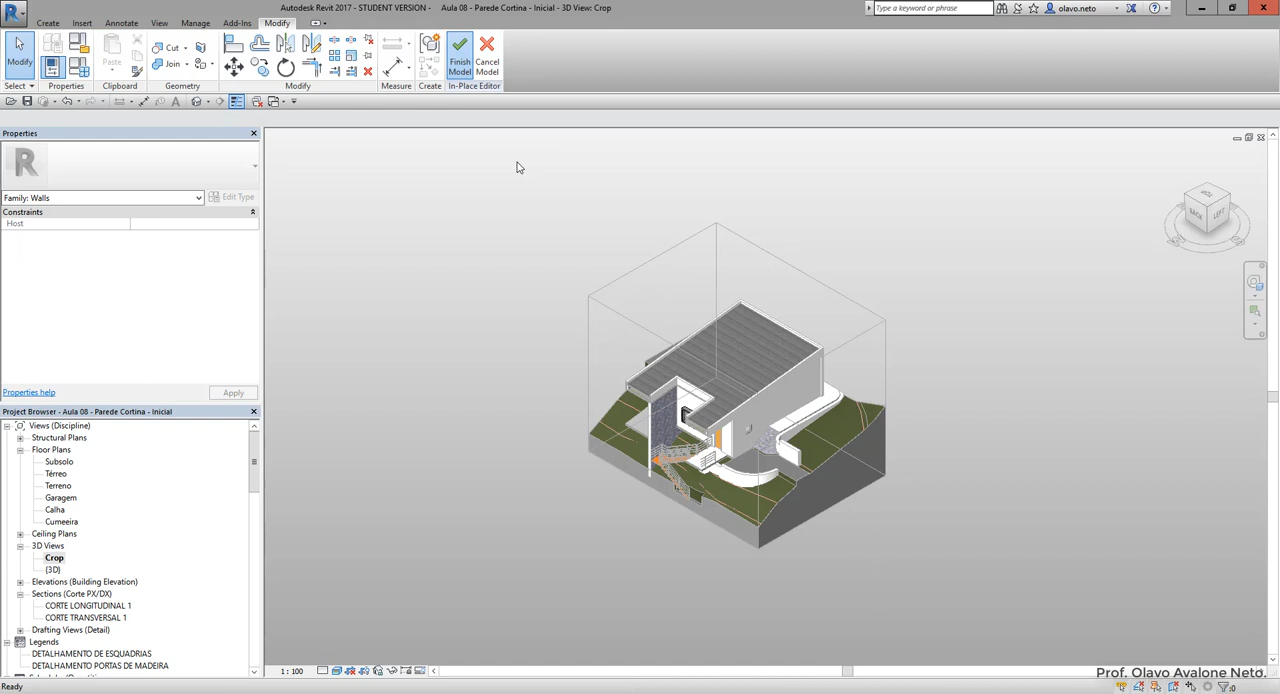 Autodesk Revit 2017 - STUDENT VERSION - Aula 08 - Parede Cortina - Inicial - 3D View: Crop
Type a keyword or phrase
olavo.neto
Create Insert Annotate View Manage Add-Ins Modify
Modify
Paste
Cut
Join
Finish Model
Cancel Model
Select Properties Clipboard Geometry Modify Measure Create In-Place Editor
Properties
Family: Walls
Edit Type
Constraints
Host
Properties help
Apply
Project Browser - Aula 08 - Parede Cortina - Inicial
Views (Discipline)
Structural Plans
Floor Plans
Subsolo
Térreo
Terreno
Garagem
Calha
Cumeeira
Ceiling Plans
3D Views
Crop
{3D}
Elevations (Building Elevation)
Sections (Corte PX/DX)
CORTE LONGITUDINAL 1
CORTE TRANSVERSAL 1
Drafting Views (Detail)
Legends
DETALHAMENTO DE ESQUADRIAS
DETALHAMENTO PORTAS DE MADEIRA
BACK
LEFT
1 : 100
Prof. Olavo Avalone Neto.
Ready
:0